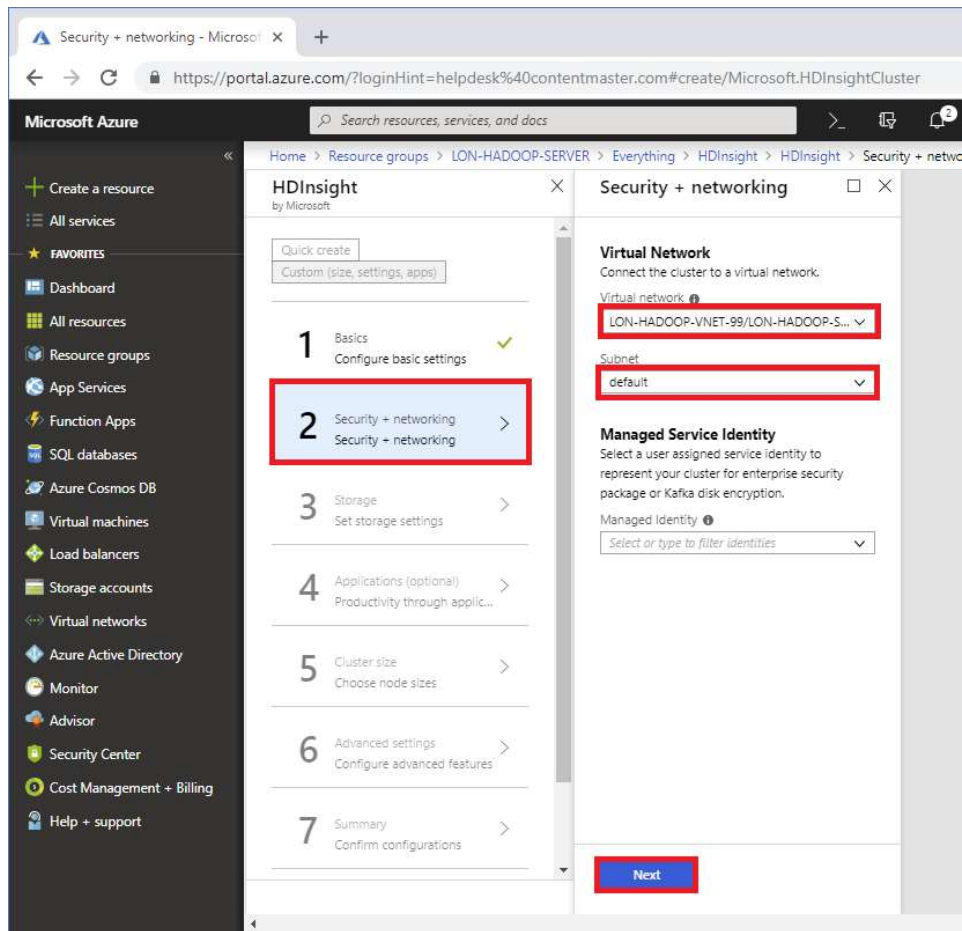 Security + networking - Microsof
https://portal.azure.com/?loginHint=helpdesk%40contentmaster.com#create/Microsoft.HDInsightCluster
Microsoft Azure
Search resources, services, and docs
2
Home > Resource groups > LON-HADOOP-SERVER > Everything > HDInsight > HDInsight > Security + netwo
Create a resource
All services
FAVORITES
Dashboard
All resources
Resource groups
App Services
Function Apps
SQL databases
Azure Cosmos DB
Virtual machines
Load balancers
Storage accounts
Virtual networks
Azure Active Directory
Monitor
Advisor
Security Center
Cost Management + Billing
Help + support
HDInsight
by Microsoft
Quick create
Custom (size, settings, apps)
1
Basics
Configure basic settings
2
Security + networking
Security + networking
3
Storage
Set storage settings
4
Applications (optional)
Productivity through applic...
5
Cluster size
Choose node sizes
6
Advanced settings
Configure advanced features
7
Summary
Confirm configurations
Security + networking
Virtual Network
Connect the cluster to a virtual network.
Virtual network
LON-HADOOP-VNET-99/LON-HADOOP-S...
Subnet
default
Managed Service Identity
Select a user assigned service identity to
represent your cluster for enterprise security
package or Kafka disk encryption.
Managed Identity
Select or type to filter identities
Next